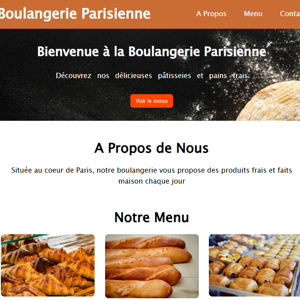 Boulangerie Parisienne
A Propos Menu Conta
Bienvenue à la Boulangerie Parisienne
Découvrez nos délicieuses pâtisseies et pains frais.
Voir le menu
A Propos de Nous
Située au coeur de Paris, notre boulangerie vous propose des produits frais et faits
maison chaque jour
Notre Menu